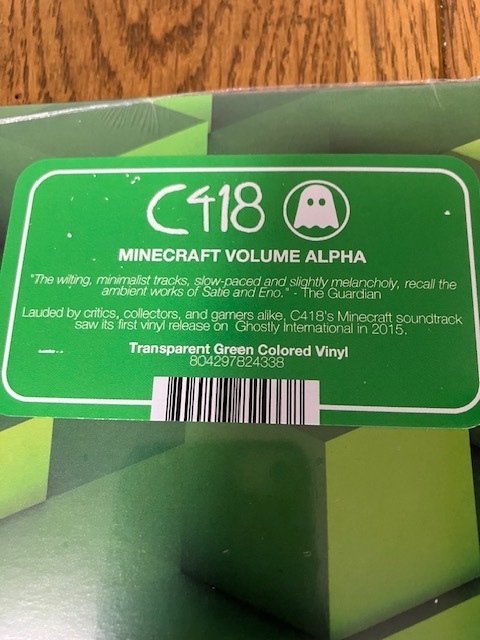 C418
MINECRAFT VOLUME ALPHA
"The wilting, minimalist tracks, slow-paced and slightly melancholy, recall the
ambient works of Satie and Eno." - The Guardian
Lauded by critics, collectors, and gamers alike, C418's Minecraft soundtrack
saw its first vinyl release on Ghostly International in 2015.
Transparent Green Colored Vinyl
804297824338